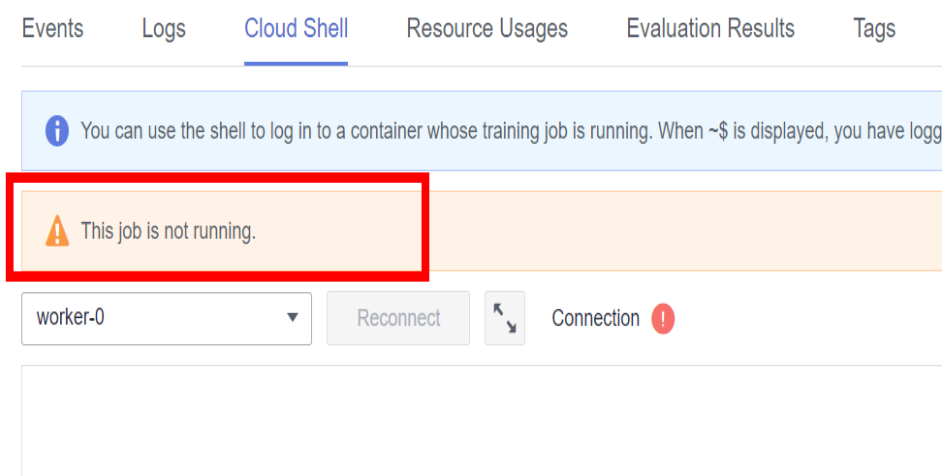 Events Logs Cloud Shell Resource Usages Evaluation Results Tags
You can use the shell to log in to a container whose training job is running. When ~$ is displayed, you have logg
This job is not running.
worker-0 Reconnect Connection